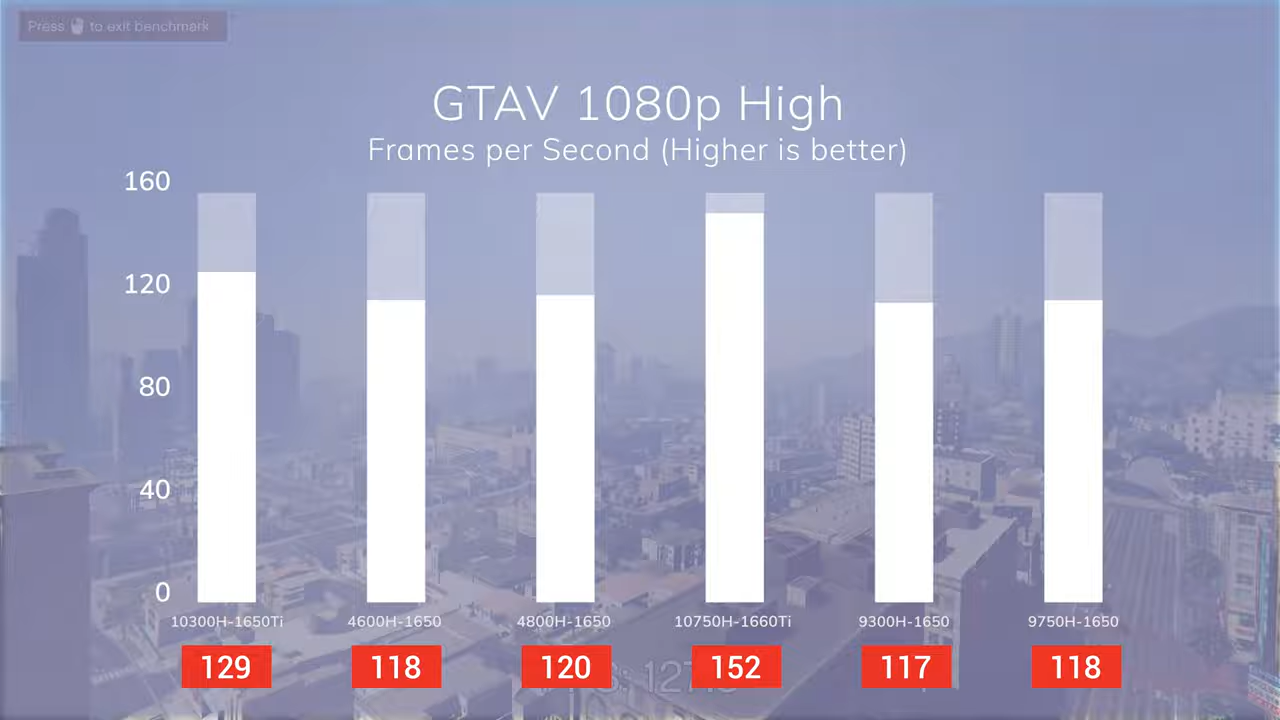 Press to exit benchmark
GTAV 1080p High
Frames per Second (Higher is better)
160
120
80
40
0
10300H-1650Ti 4600H-1650 4800H-1650 10750H-1660Ti 9300H-1650 9750H-1650
129 118 120 152 117 118